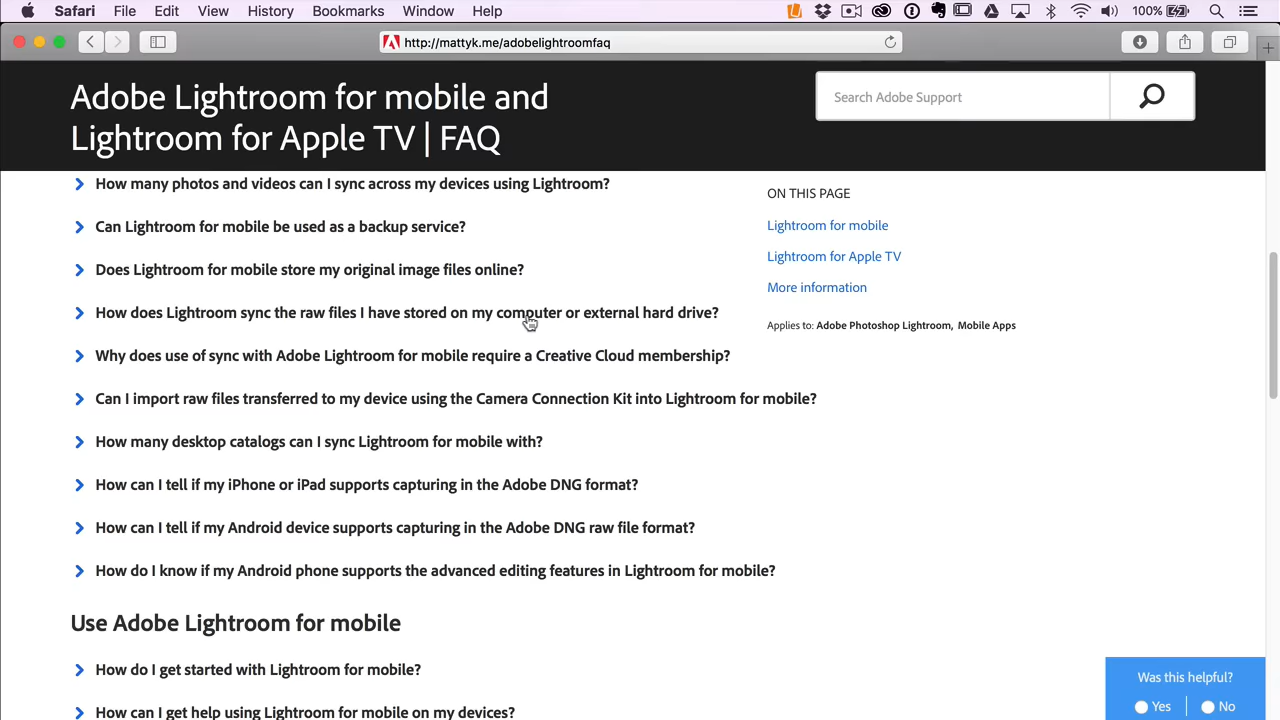 Safari File Edit View History Bookmarks Window Help 100%
http://mattyk.me/adobelightroomfaq
Adobe Lightroom for mobile and
Lightroom for Apple TV | FAQ
Search Adobe Support
How many photos and videos can I sync across my devices using Lightroom?
Can Lightroom for mobile be used as a backup service?
Does Lightroom for mobile store my original image files online?
How does Lightroom sync the raw files I have stored on my computer or external hard drive?
Why does use of sync with Adobe Lightroom for mobile require a Creative Cloud membership?
Can I import raw files transferred to my device using the Camera Connection Kit into Lightroom for mobile?
How many desktop catalogs can I sync Lightroom for mobile with?
How can I tell if my iPhone or iPad supports capturing in the Adobe DNG format?
How can I tell if my Android device supports capturing in the Adobe DNG raw file format?
How do I know if my Android phone supports the advanced editing features in Lightroom for mobile?
Use Adobe Lightroom for mobile
How do I get started with Lightroom for mobile?
How can I get help using Lightroom for mobile on my devices?
ON THIS PAGE
Lightroom for mobile
Lightroom for Apple TV
More information
Applies to: Adobe Photoshop Lightroom, Mobile Apps
Was this helpful?
Yes No